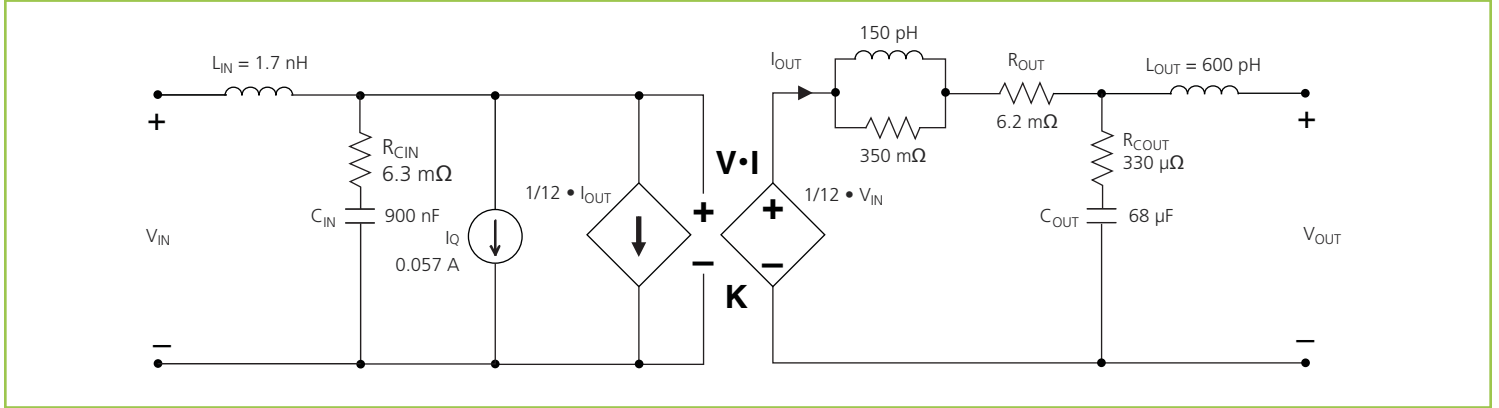 150 pH
L_IN = 1.7 nH
I_OUT
R_OUT
L_OUT = 600 pH
+
+
6.2 mΩ
R_CIN
6.3 mΩ
350 mΩ
R_COUT
330 µΩ
V•I
1/12 • I_OUT
+
+
1/12 • V_IN
C_IN
900 nF
C_OUT
68 µF
V_IN
I_Q
V_OUT
0.057 A
–
–
K
–
–